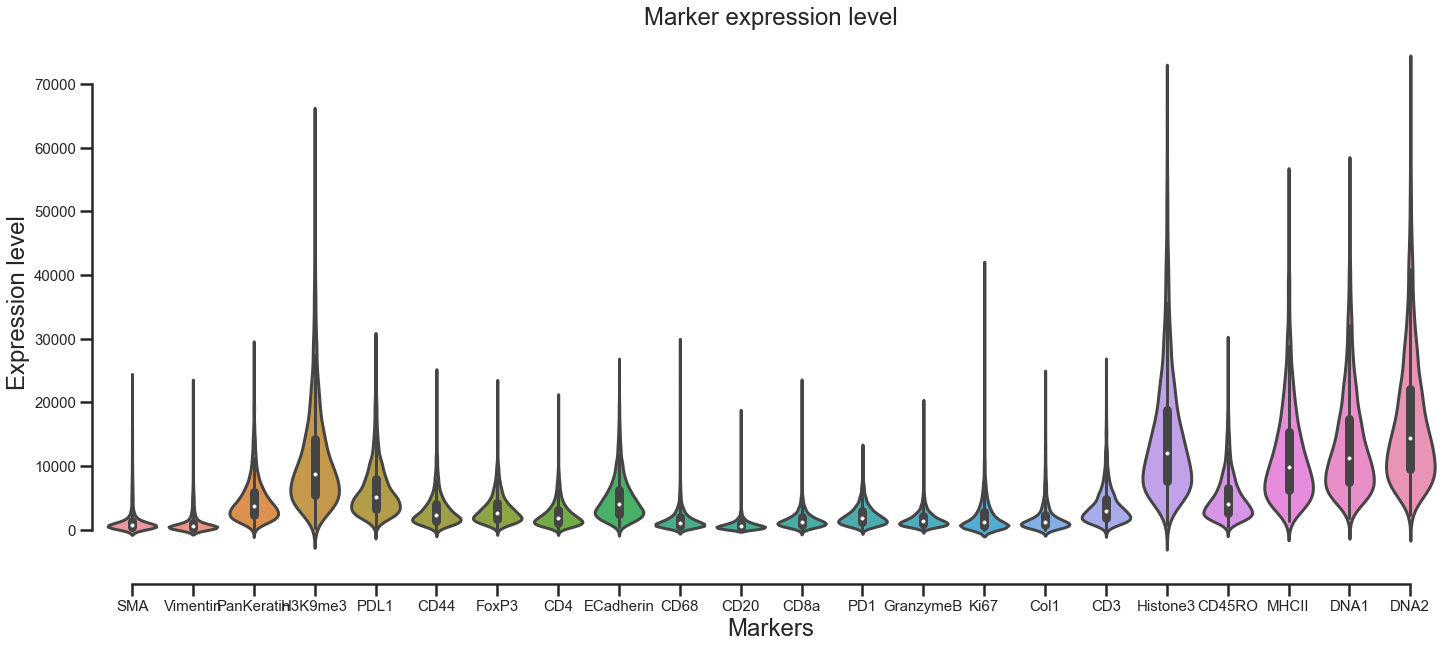 Marker expression level
Expression level
70000
60000
50000
40000
30000
20000
10000
0
SMA Vimentin PanKeratin H3K9me3 PDL1 CD44 FoxP3 CD4 ECadherin CD68 CD20 CD8a PD1 GranzymeB Ki67 Col1 CD3 Histone3 CD45RO MHCII DNA1 DNA2
Markers